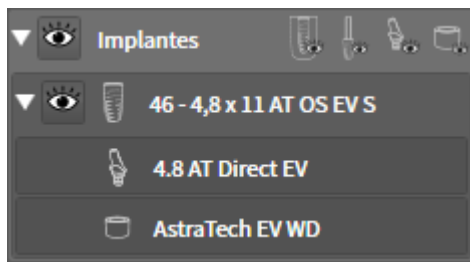 Implantes
46 - 4,8 x 11 AT OS EV S
4.8 AT Direct EV
AstraTech EV WD